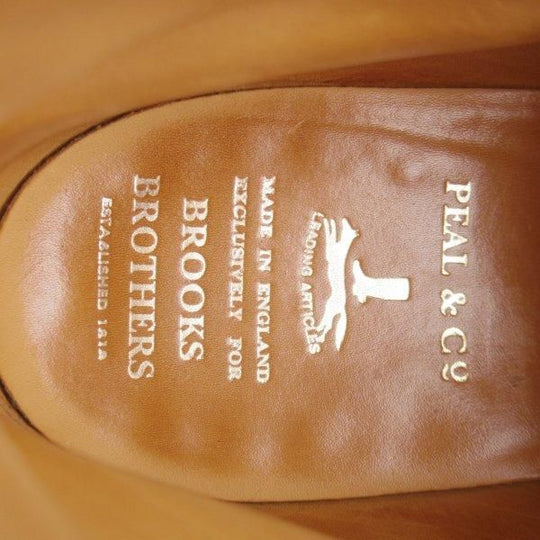 PEAL & Co
LEADING ARTICLES
MADE IN ENGLAND
EXCLUSIVELY FOR
BROOKS
BROTHERS
ESTABLISHED 1818